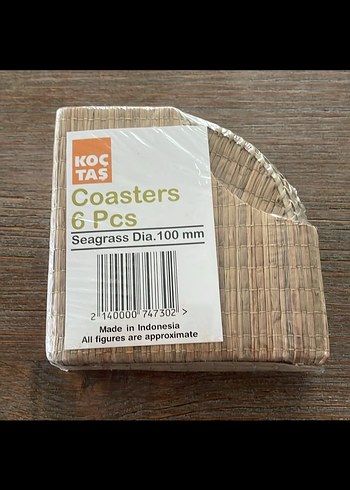 KOÇ
TAŞ
Coasters
6 Pcs
Seagrass Dia.100 mm
2 140000 747302 >
Made in Indonesia
All figures are approximate